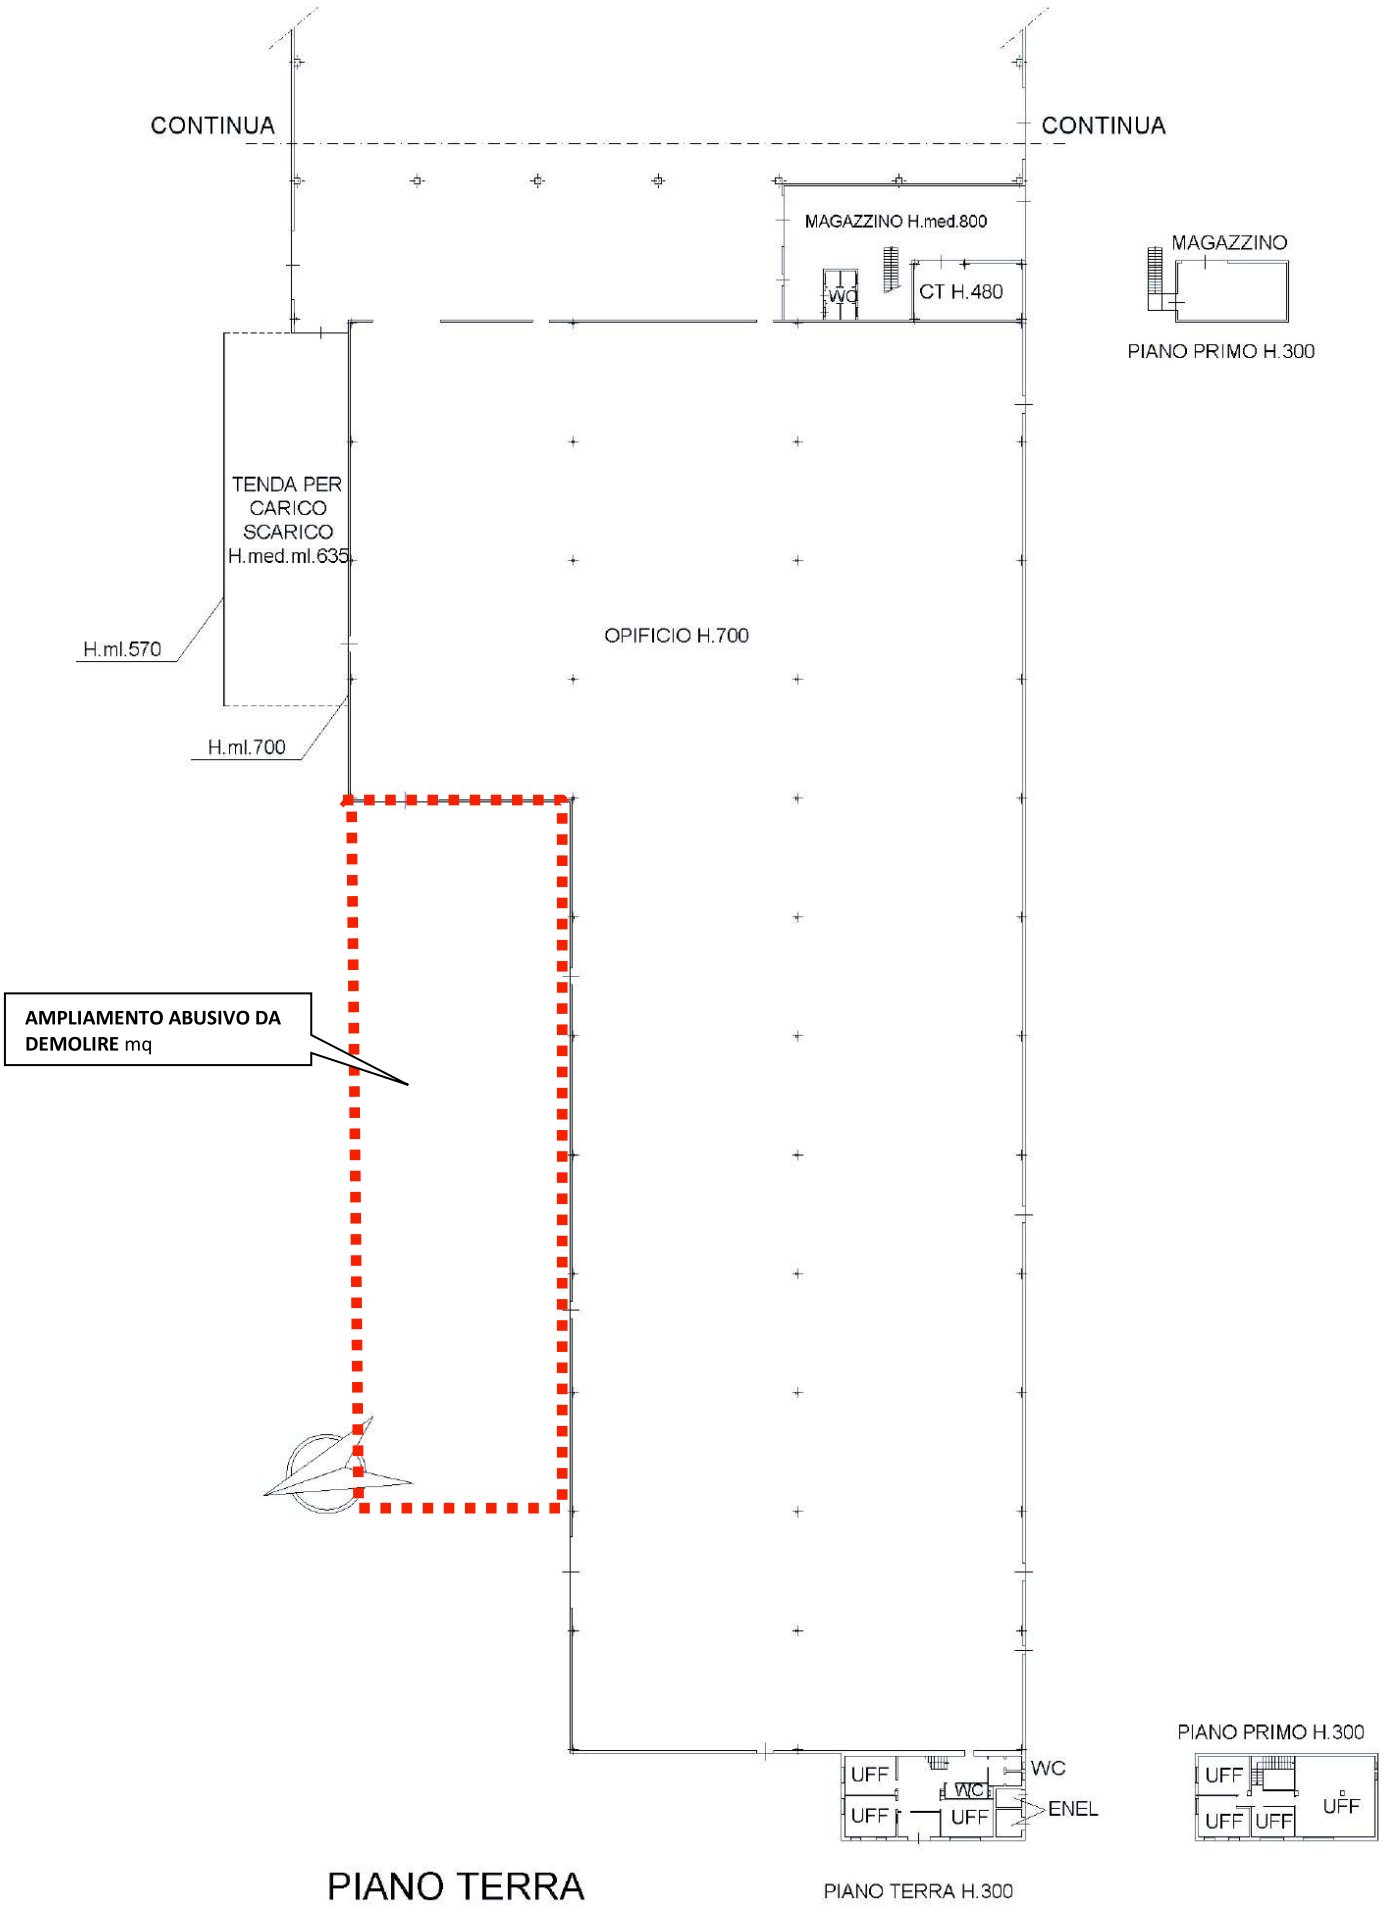 CONTINUA
CONTINUA
MAGAZZINO H.med.800
WC
CT H.480
MAGAZZINO
PIANO PRIMO H.300
TENDA PER
CARICO
SCARICO
H.med.ml.635
OPIFICIO H.700
H.ml.570
H.ml.700
AMPLIAMENTO ABUSIVO DA
DEMOLIRE mq
PIANO PRIMO H.300
UFF
WC
UFF
WC
UFF
UFF
ENEL
UFF
UFF
UFF
UFF
PIANO TERRA
PIANO TERRA H.300